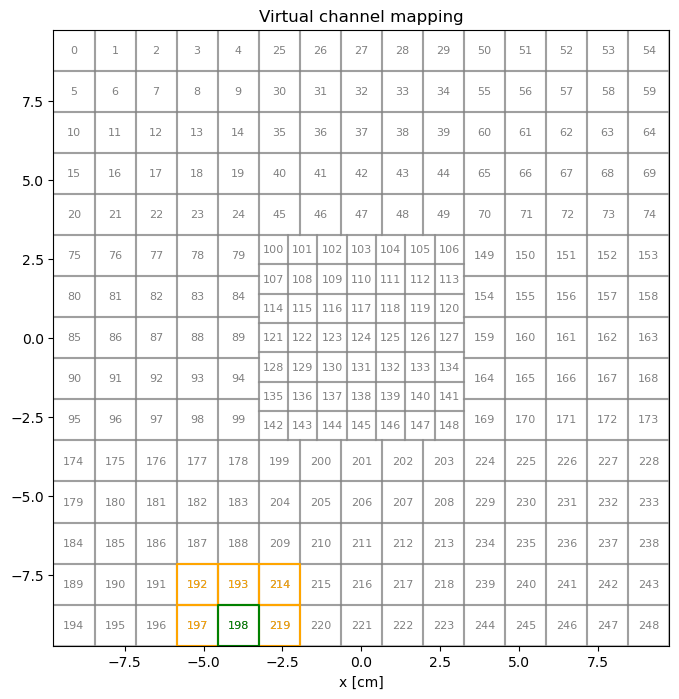 Virtual channel mapping
0 1 2 3 4 25 26 27 28 29 50 51 52 53 54
7.5
5 6 7 8 9 30 31 32 33 34 55 56 57 58 59
10 11 12 13 14 35 36 37 38 39 60 61 62 63 64
5.0
15 16 17 18 19 40 41 42 43 44 65 66 67 68 69
20 21 22 23 24 45 46 47 48 49 70 71 72 73 74
2.5
75 76 77 78 79 100 101 102 103 104 105 106 149 150 151 152 153
107 108 109 110 111 112 113
80 81 82 83 84 114 115 116 117 118 119 120 154 155 156 157 158
0.0
85 86 87 88 89 121 122 123 124 125 126 127 159 160 161 162 163
128 129 130 131 132 133 134
90 91 92 93 94 135 136 137 138 139 140 141 164 165 166 167 168
−2.5
95 96 97 98 99 142 143 144 145 146 147 148 169 170 171 172 173
174 175 176 177 178 199 200 201 202 203 224 225 226 227 228
−5.0
179 180 181 182 183 204 205 206 207 208 229 230 231 232 233
184 185 186 187 188 209 210 211 212 213 234 235 236 237 238
−7.5
189 190 191 192 193 214 215 216 217 218 239 240 241 242 243
194 195 196 197 198 219 220 221 222 223 244 245 246 247 248
−7.5 −5.0 −2.5 0.0 2.5 5.0 7.5
x [cm]